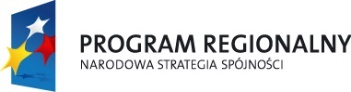 PROGRAM REGIONALNY
NARODOWA STRATEGIA SPÓJNOŚCI